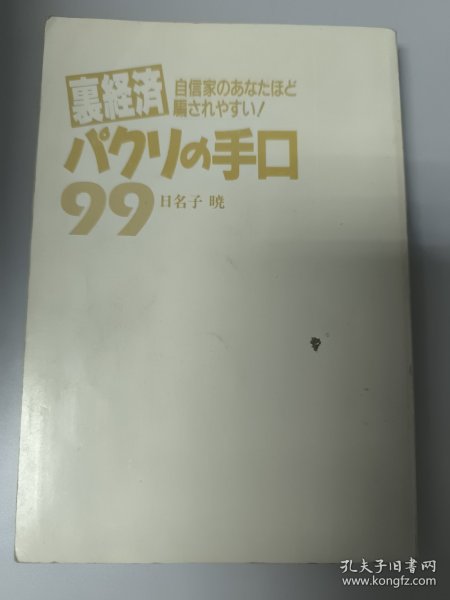 裏経済
自信家のあなたほど
騙されやすい！
パクリの手口
99
日名子 暁
孔夫子旧书网
www.kongfz.com